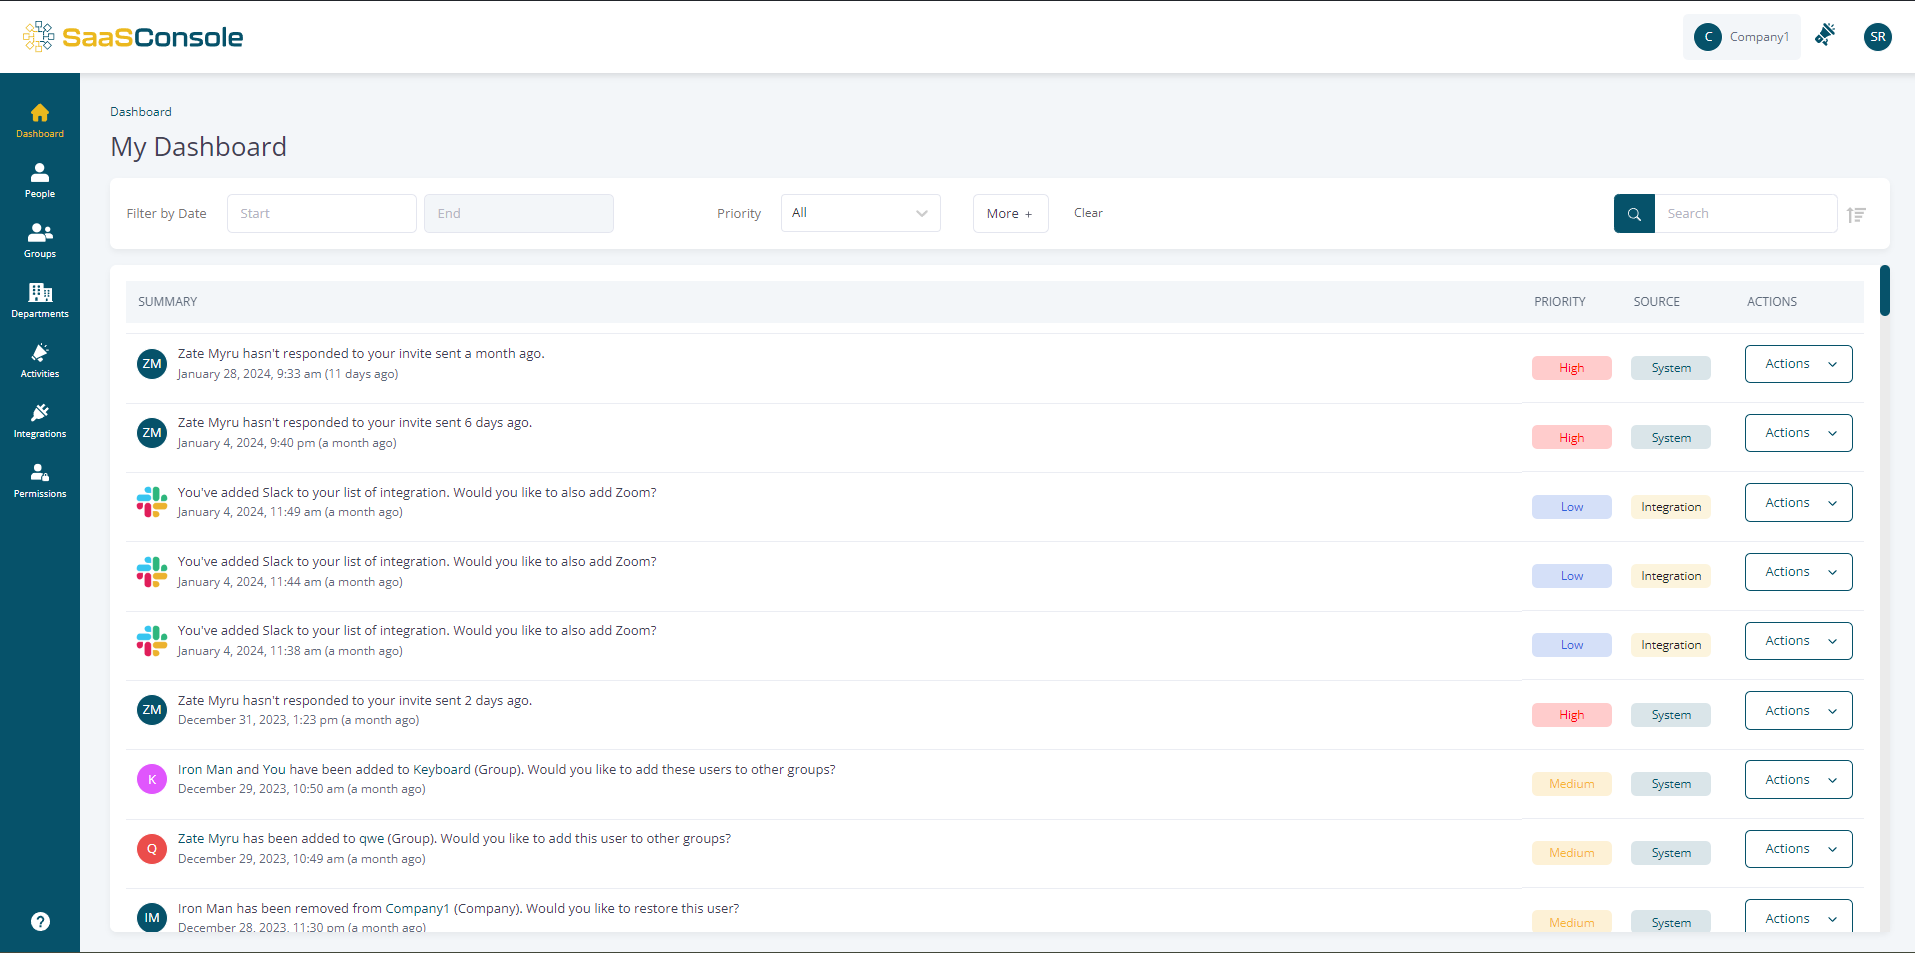 SaaSConsole
C Company1
SR
Dashboard
People
Groups
Departments
Activities
Integrations
Permissions
?
Dashboard
My Dashboard
Filter by Date Start End Priority All More + Clear Search
SUMMARY PRIORITY SOURCE ACTIONS
ZM Zate Myru hasn't responded to your invite sent a month ago.
January 28, 2024, 9:33 am (11 days ago)
High System Actions
ZM Zate Myru hasn't responded to your invite sent 6 days ago.
January 4, 2024, 9:40 pm (a month ago)
High System Actions
You've added Slack to your list of integration. Would you like to also add Zoom?
January 4, 2024, 11:49 am (a month ago)
Low Integration Actions
You've added Slack to your list of integration. Would you like to also add Zoom?
January 4, 2024, 11:44 am (a month ago)
Low Integration Actions
You've added Slack to your list of integration. Would you like to also add Zoom?
January 4, 2024, 11:38 am (a month ago)
Low Integration Actions
ZM Zate Myru hasn't responded to your invite sent 2 days ago.
December 31, 2023, 1:23 pm (a month ago)
High System Actions
K Iron Man and You have been added to Keyboard (Group). Would you like to add these users to other groups?
December 29, 2023, 10:50 am (a month ago)
Medium System Actions
Q Zate Myru has been added to qwe (Group). Would you like to add this user to other groups?
December 29, 2023, 10:49 am (a month ago)
Medium System Actions
IM Iron Man has been removed from Company1 (Company). Would you like to restore this user?
December 28, 2023, 11:30 pm (a month ago)
Medium System Actions